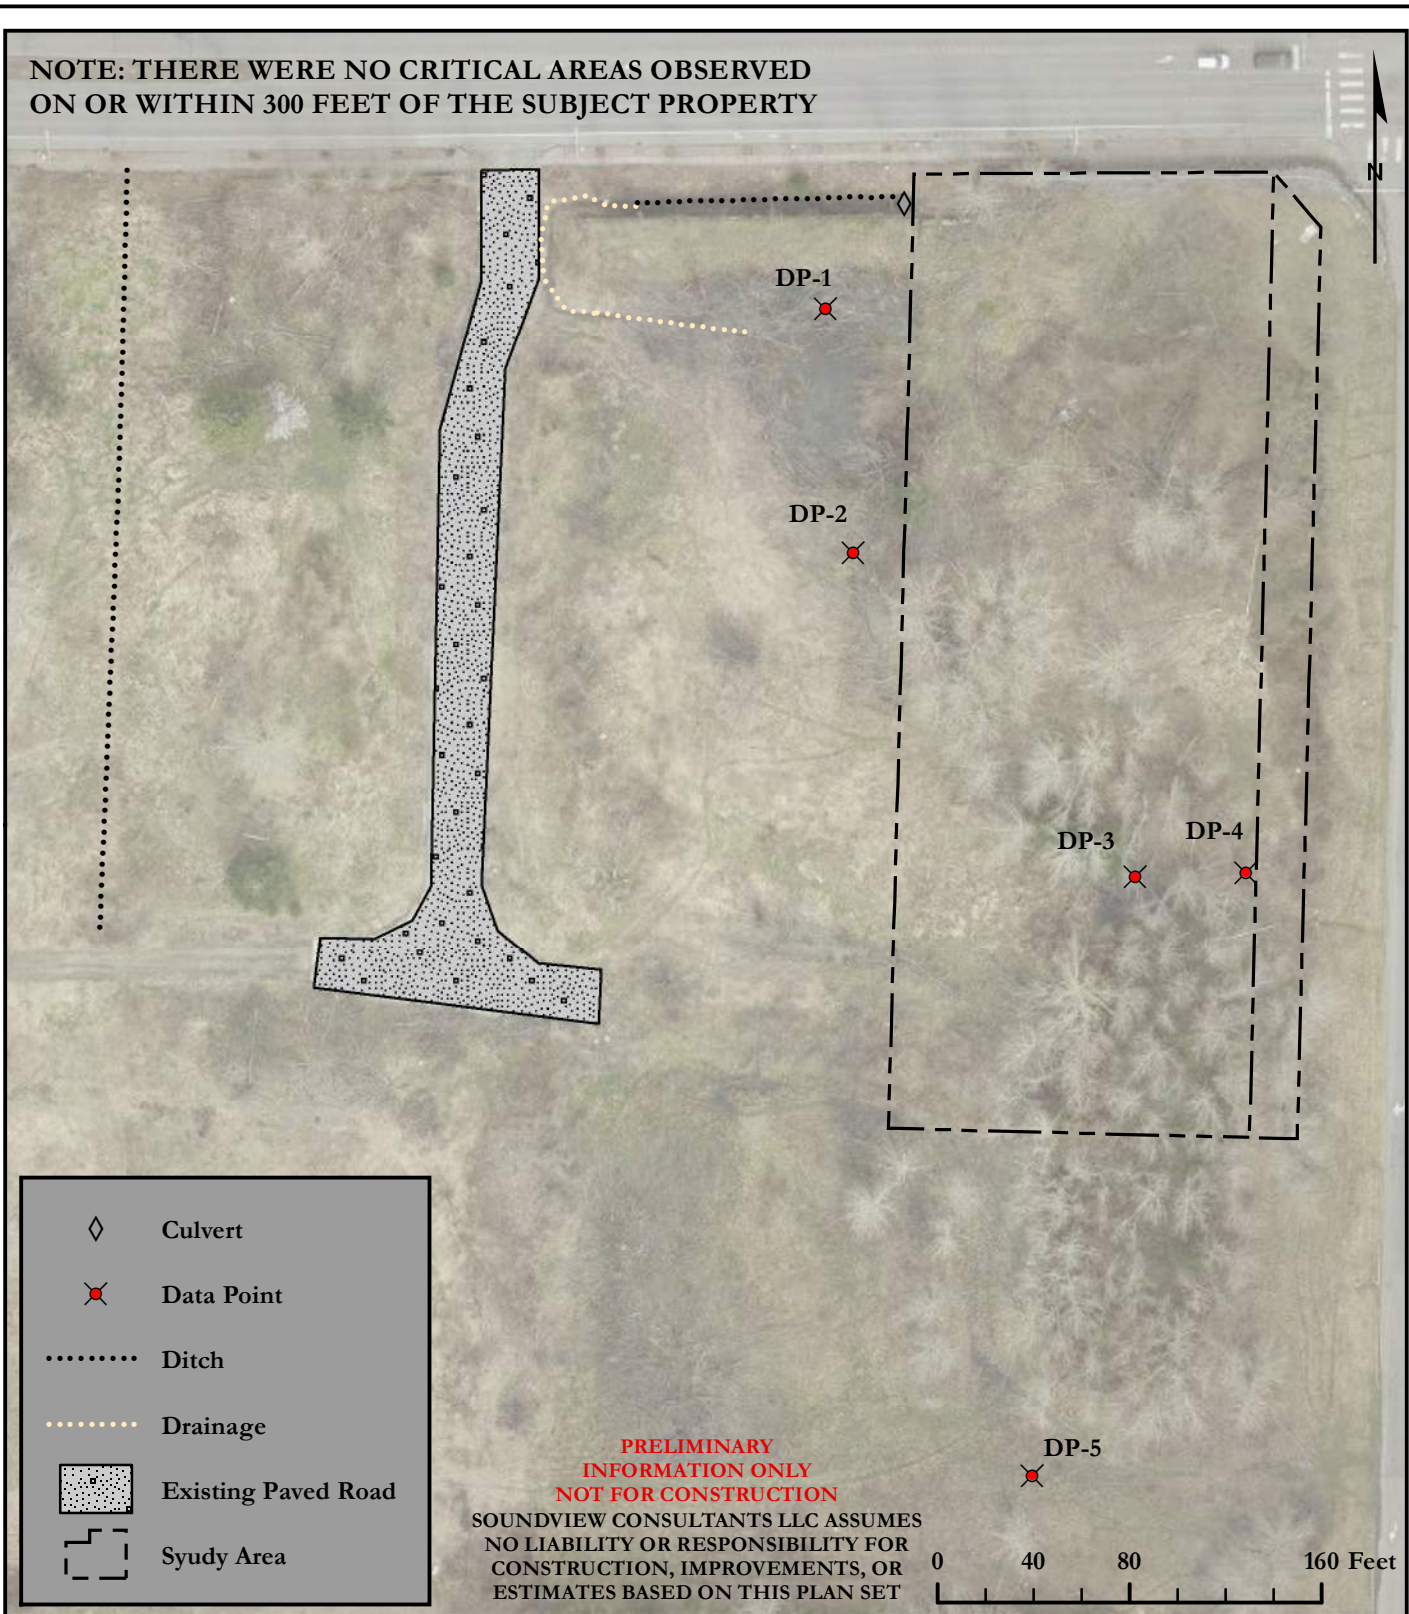 NOTE: THERE WERE NO CRITICAL AREAS OBSERVED
ON OR WITHIN 300 FEET OF THE SUBJECT PROPERTY
N
DP-1
DP-2
DP-3
DP-4
DP-5
Culvert
Data Point
Ditch
Drainage
Existing Paved Road
Syudy Area
PRELIMINARY
INFORMATION ONLY
NOT FOR CONSTRUCTION
SOUNDVIEW CONSULTANTS LLC ASSUMES
NO LIABILITY OR RESPONSIBILITY FOR
CONSTRUCTION, IMPROVEMENTS, OR
ESTIMATES BASED ON THIS PLAN SET
0 40 80 160 Feet